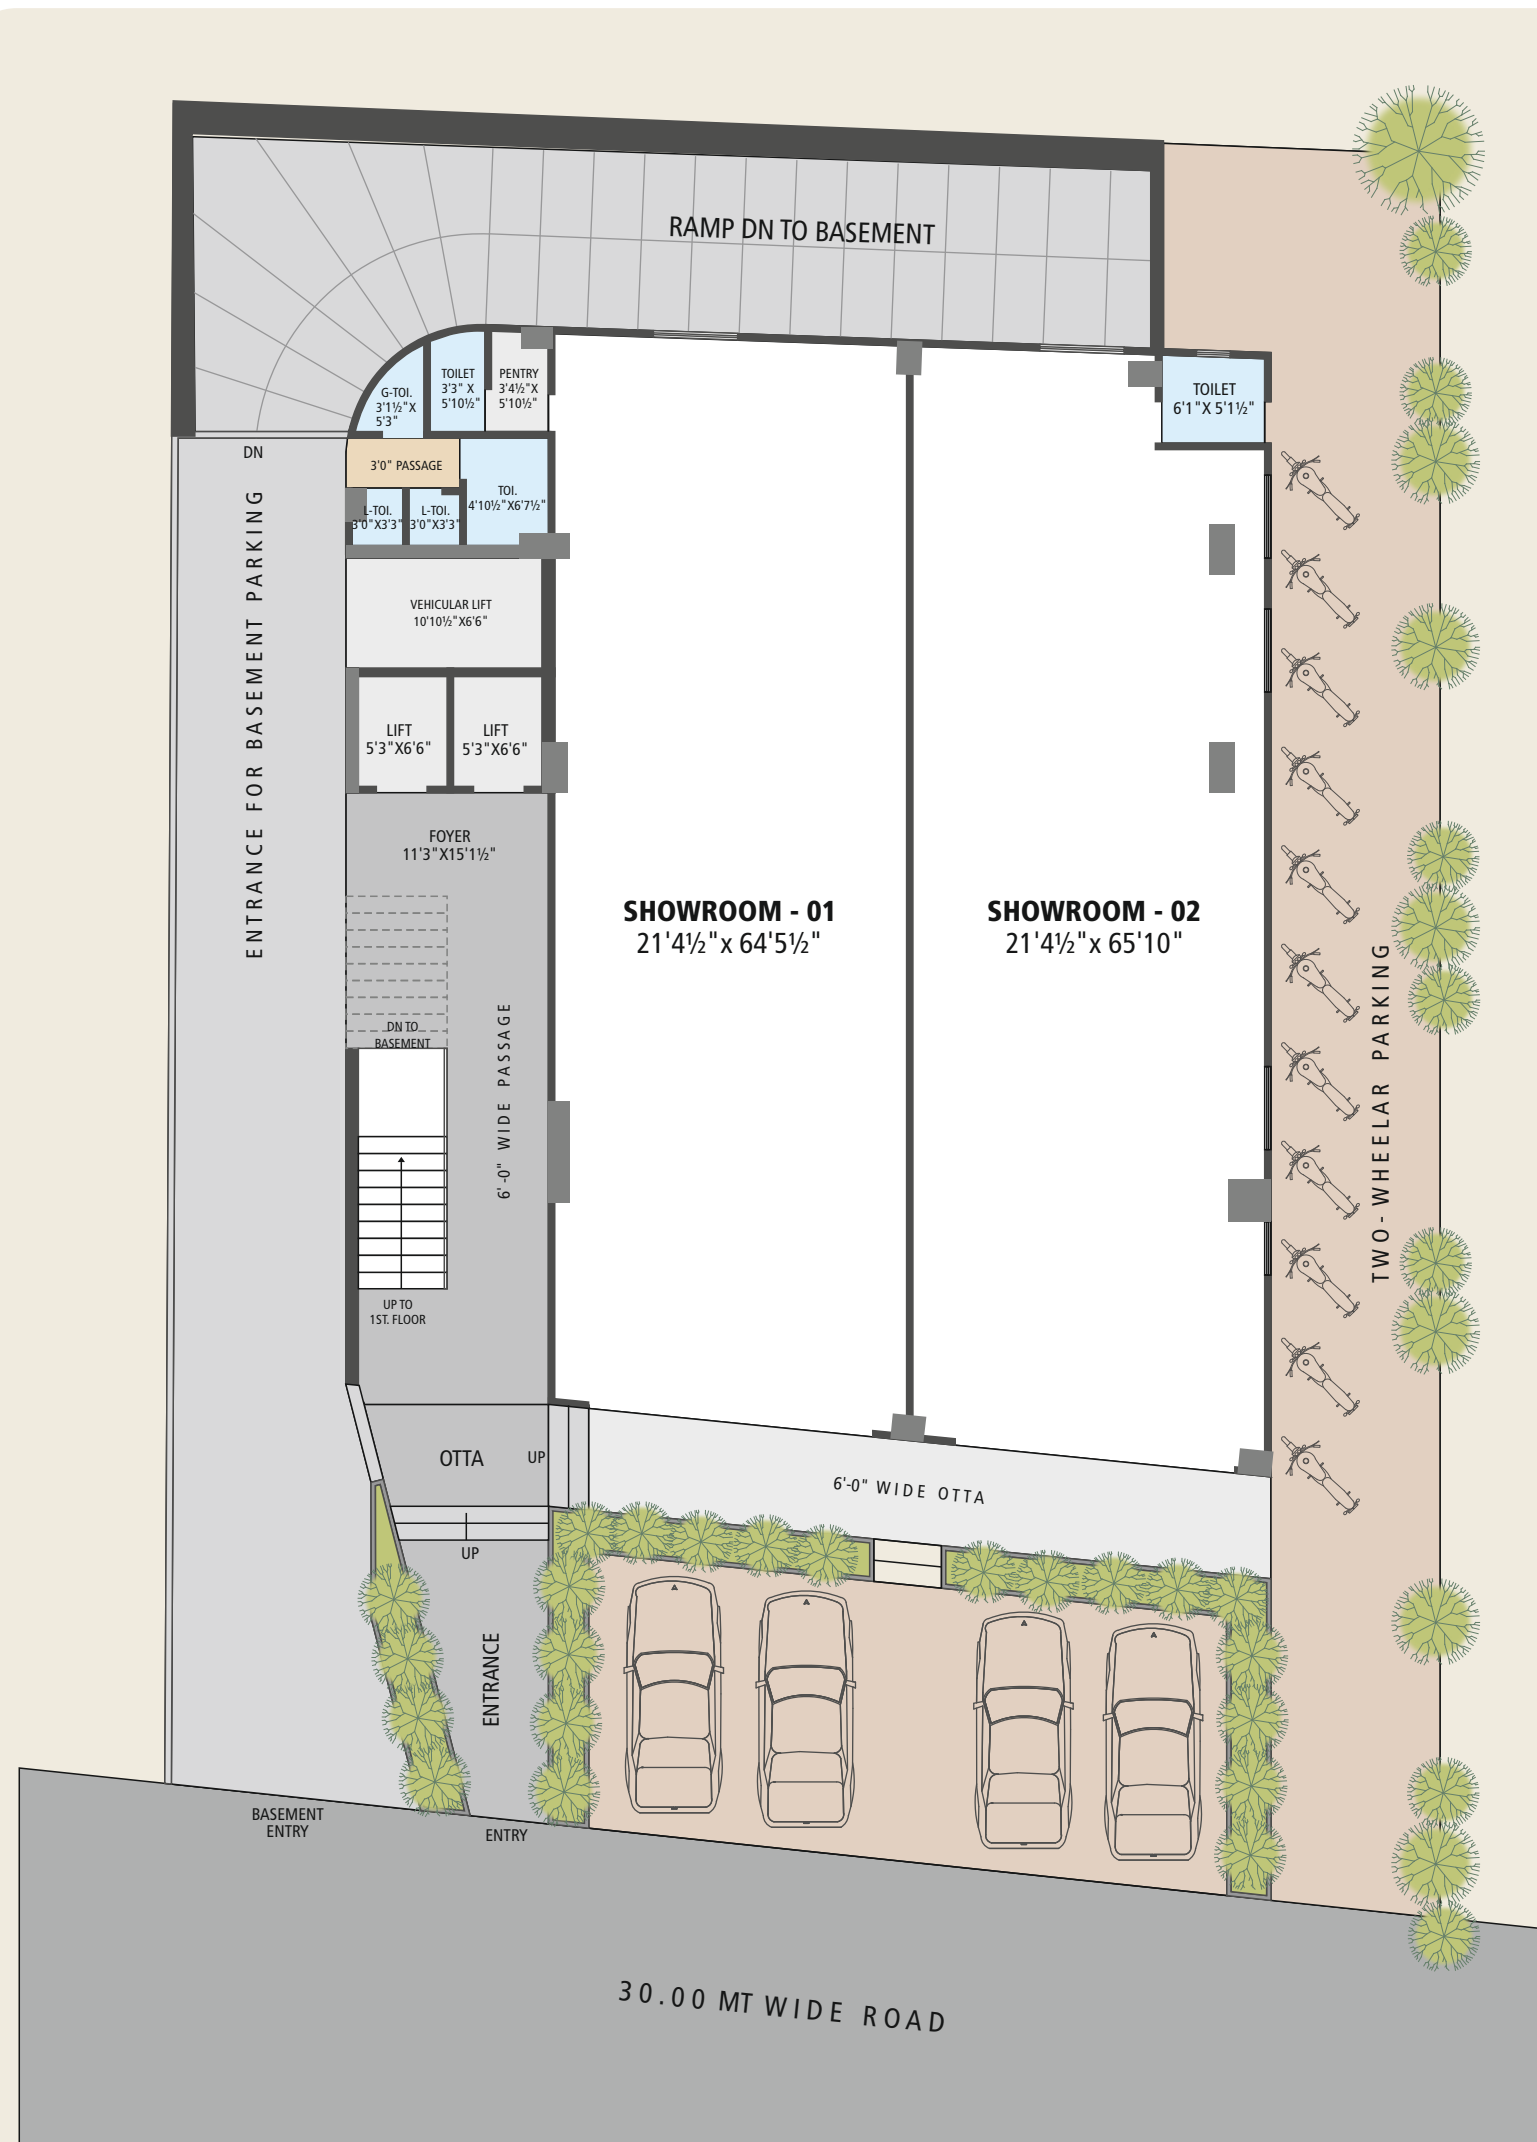 RAMP DN TO BASEMENT
TOILET
3'3" X
5'10½"
PENTRY
3'4½"X
5'10½"
G-TOI.
3'1½"X
5'3"
TOILET
6'1"X 5'1½"
DN
3'0" PASSAGE
TOI.
4'10½"X6'7½"
L-TOI.
3'0"X3'3"
L-TOI.
3'0"X3'3"
ENTRANCE FOR BASEMENT PARKING
VEHICULAR LIFT
10'10½"X6'6"
LIFT
5'3"X6'6"
LIFT
5'3"X6'6"
FOYER
11'3"X15'1½"
SHOWROOM - 01
21'4½"x 64'5½"
SHOWROOM - 02
21'4½"x 65'10"
DN TO
BASEMENT
6'-0" WIDE PASSAGE
TWO-WHEELAR PARKING
UP TO
1ST. FLOOR
OTTA
UP
6'-0" WIDE OTTA
UP
ENTRANCE
BASEMENT
ENTRY
ENTRY
30.00 MT WIDE ROAD